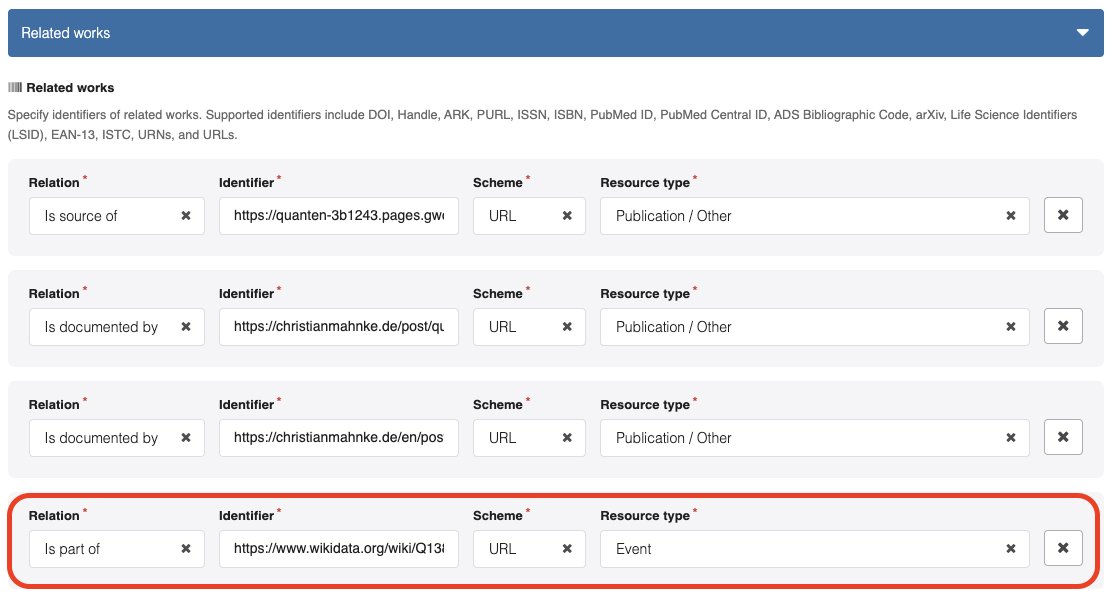 Related works
Related works
Specify identifiers of related works. Supported identifiers include DOI, Handle, ARK, PURL, ISSN, ISBN, PubMed ID, PubMed Central ID, ADS Bibliographic Code, arXiv, Life Science Identifiers
(LSID), EAN-13, ISTC, URNs, and URLs.
Relation * Identifier * Scheme * Resource type *
Is source of https://quanten-3b1243.pages.gw URL Publication / Other
Relation * Identifier * Scheme * Resource type *
Is documented by https://christianmahnke.de/post/qu URL Publication / Other
Relation * Identifier * Scheme * Resource type *
Is documented by https://christianmahnke.de/en/pos URL Publication / Other
Relation * Identifier * Scheme * Resource type *
Is part of https://www.wikidata.org/wiki/Q13 URL Event